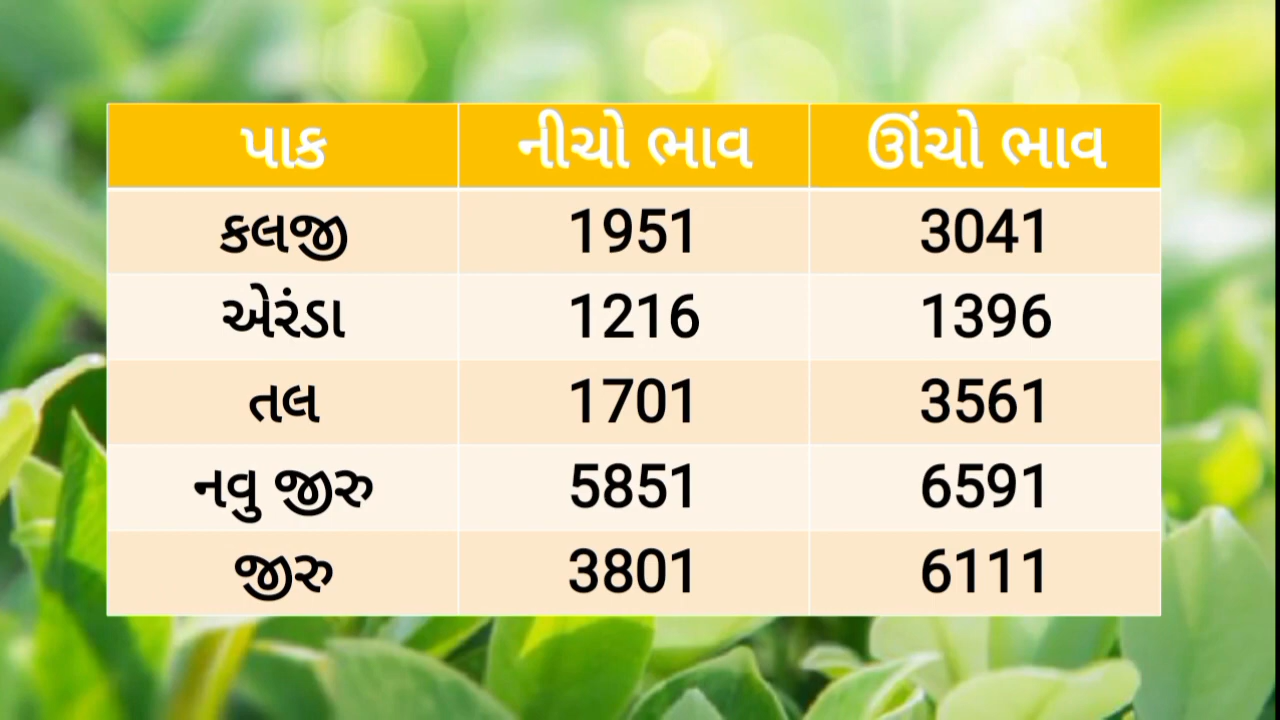 પાક નીચો ભાવ ઊંચો ભાવ
કલજી 1951 3041
એરંડા 1216 1396
તલ 1701 3561
નવુ જીરુ 5851 6591
જીરુ 3801 6111